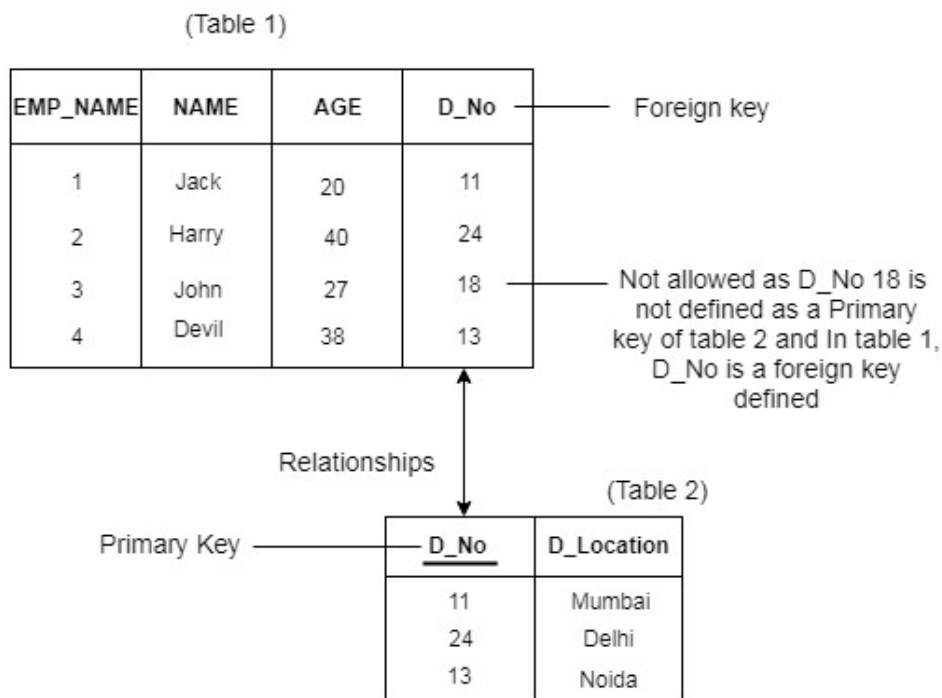 (Table 1)
EMP_NAME NAME AGE D_No Foreign key
1 Jack 20 11
2 Harry 40 24
3 John 27 18
4 Devil 38 13
Not allowed as D_No 18 is
not defined as a Primary
key of table 2 and In table 1,
D_No is a foreign key
defined
Relationships
(Table 2)
Primary Key D_No D_Location
11 Mumbai
24 Delhi
13 Noida